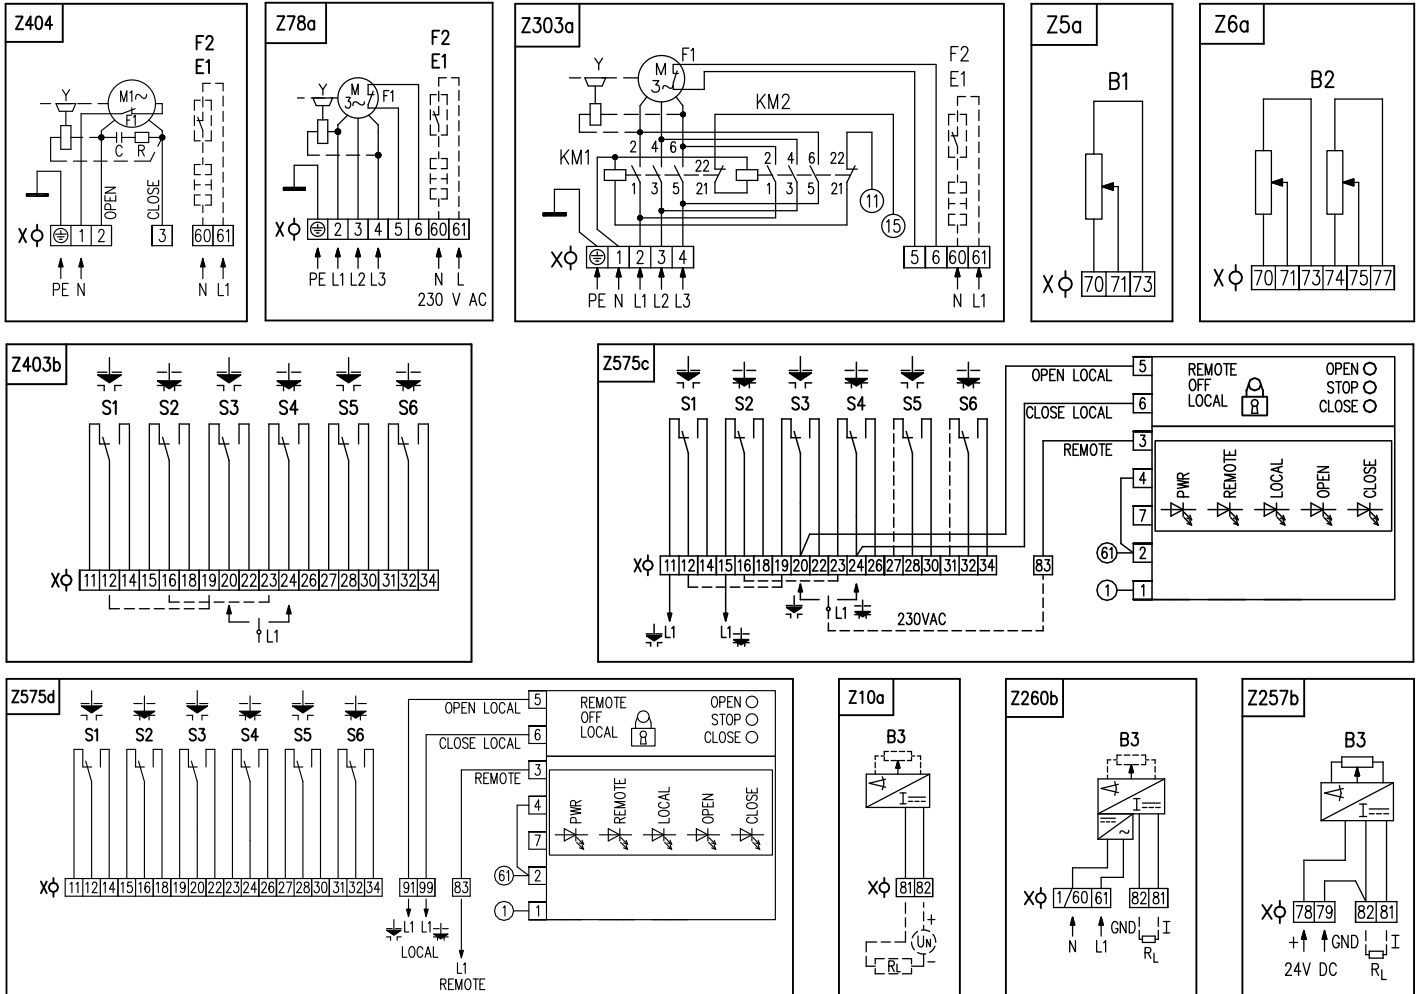 Z404
F2
E1
Y
M1~
F1
C R
OPEN
CLOSE
X 1 2 3 60 61
PE N N L1
Z78a
F2
E1
Y
M
3~
F1
X 2 3 4 5 6 60 61
PE L1 L2 L3 N L
230 V AC
Z303a
F2
E1
Y
M
3~
F1
KM2
KM1
2 4 6 22 2 4 6 22
1 3 5 21 1 3 5 21
11
15
X 1 2 3 4 5 6 60 61
PE N L1 L2 L3 N L1
Z5a
B1
X 70 71 73
Z6a
B2
X 70 71 73 74 75 77
Z403b
S1 S2 S3 S4 S5 S6
X 11 12 14 15 16 18 19 20 22 23 24 26 27 28 30 31 32 34
L1
Z575c
S1 S2 S3 S4 S5 S6
X 11 12 14 15 16 18 19 20 22 23 24 26 27 28 30 31 32 34 83
L1 L1 L1
230VAC
OPEN LOCAL 5
CLOSE LOCAL 6
REMOTE 3
4
7
61 2
1 1
REMOTE
OFF
LOCAL
OPEN
STOP
CLOSE
PWR
REMOTE
LOCAL
OPEN
CLOSE
Z575d
S1 S2 S3 S4 S5 S6
X 11 12 14 15 16 18 19 20 22 23 24 26 27 28 30 31 32 34 91 99 83
L1 L1
LOCAL
L1
REMOTE
OPEN LOCAL 5
CLOSE LOCAL 6
REMOTE 3
4
7
61 2
1 1
REMOTE
OFF
LOCAL
OPEN
STOP
CLOSE
PWR
REMOTE
LOCAL
OPEN
CLOSE
Z10a
B3
I
X 81 82
+
UN
−
RL
Z260b
B3
I
~
X 1/60 61 82 81
N L1 GND I
RL
Z257b
B3
I
X 78 79 82 81
+ GND I
24V DC RL